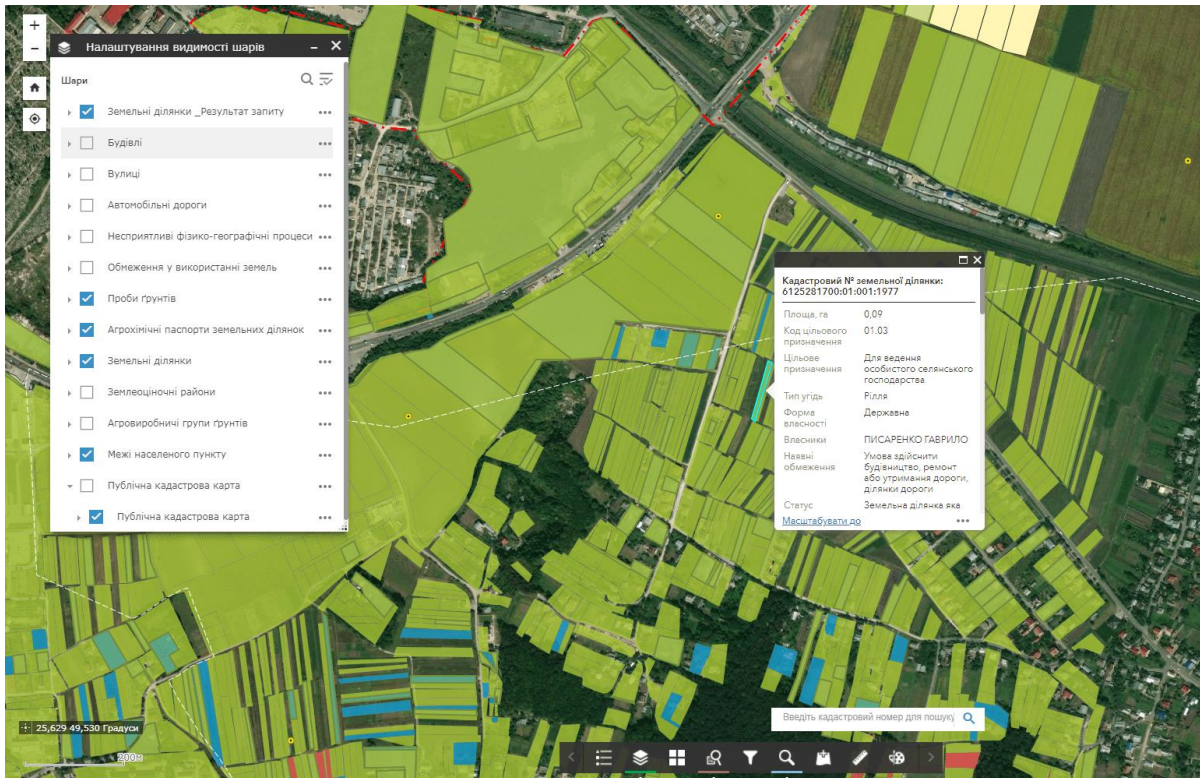 +
−
Налаштування видимості шарів
Шари
Земельні ділянки _Результат запиту
Будівлі
Вулиці
Автомобільні дороги
Несприятливі фізико-географічні процеси
Обмеження у використанні земель
Проби ґрунтів
Агрохімічні паспорти земельних ділянок
Земельні ділянки
Землеоціночні райони
Агровиробничі групи ґрунтів
Межі населеного пункту
Публічна кадастрова карта
Публічна кадастрова карта
Кадастровий № земельної ділянки:
6125281700:01:001:1977
Площа, га 0,09
Код цільового призначення 01.03
Цільове призначення Для ведення
особистого селянського
господарства
Тип угідь Рілля
Форма власності Державна
Власники ПИСАРЕНКО ГАВРИЛО
Наявні обмеження Умова здійснити
будівництво, ремонт
або утримання дороги,
ділянки дороги
Статус Земельна ділянка яка
Масштабувати до
Введіть кадастровий номер для пошуку
25,629 49,530 Градуси
200м